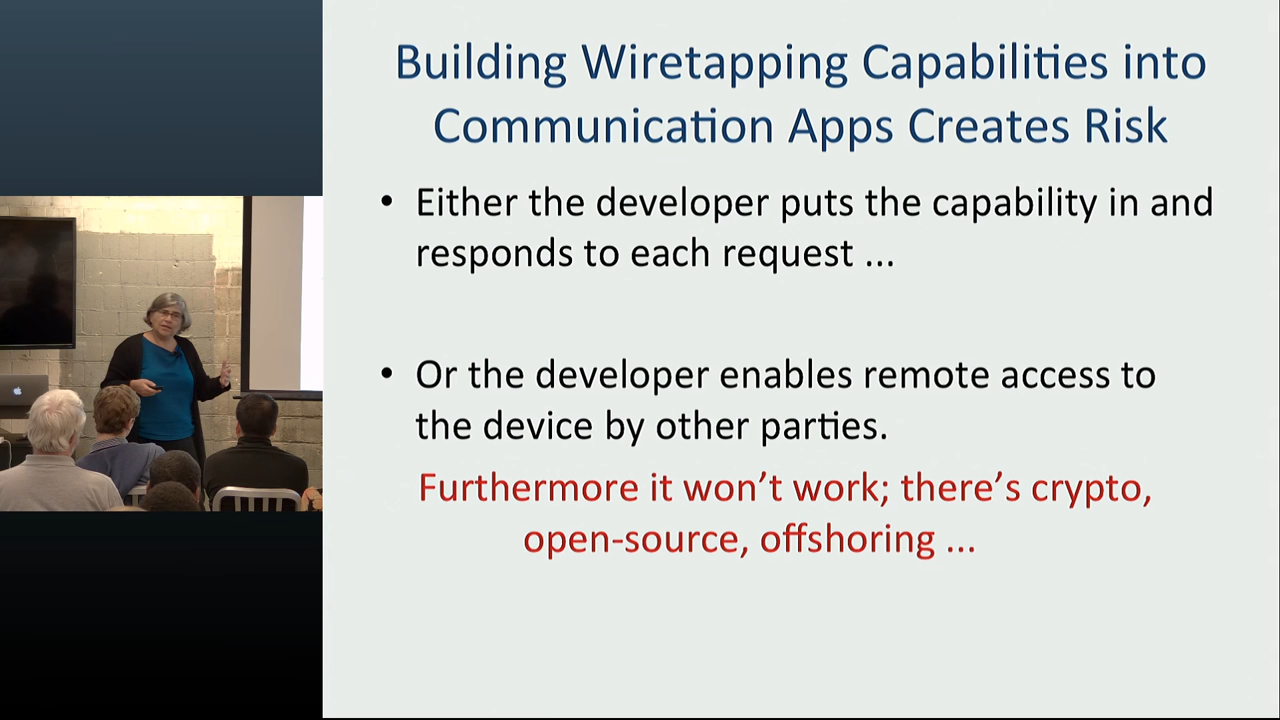 Building Wiretapping Capabilities into
Communication Apps Creates Risk
• Either the developer puts the capability in and
responds to each request ...
• Or the developer enables remote access to
the device by other parties.
Furthermore it won't work; there's crypto,
open-source, offshoring ...